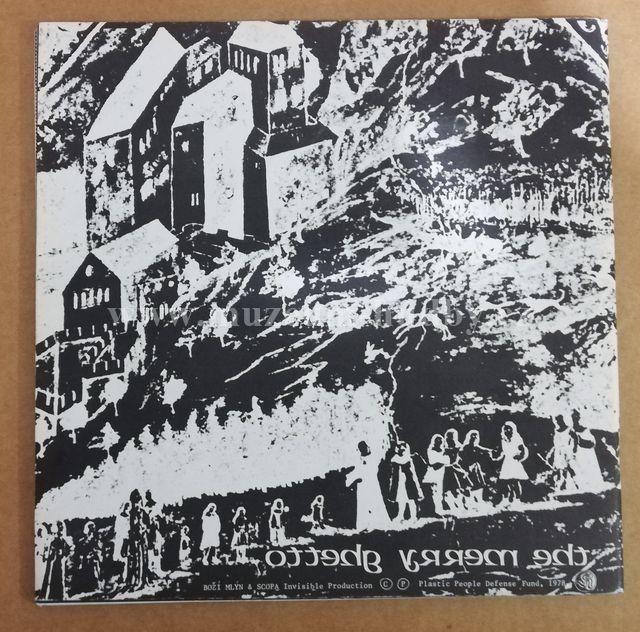 the merry ghetto
BOŽÍ MLÝN & SCOPA Invisible Production Ⓒ Ⓟ Plastic People Defense Fund, 1978